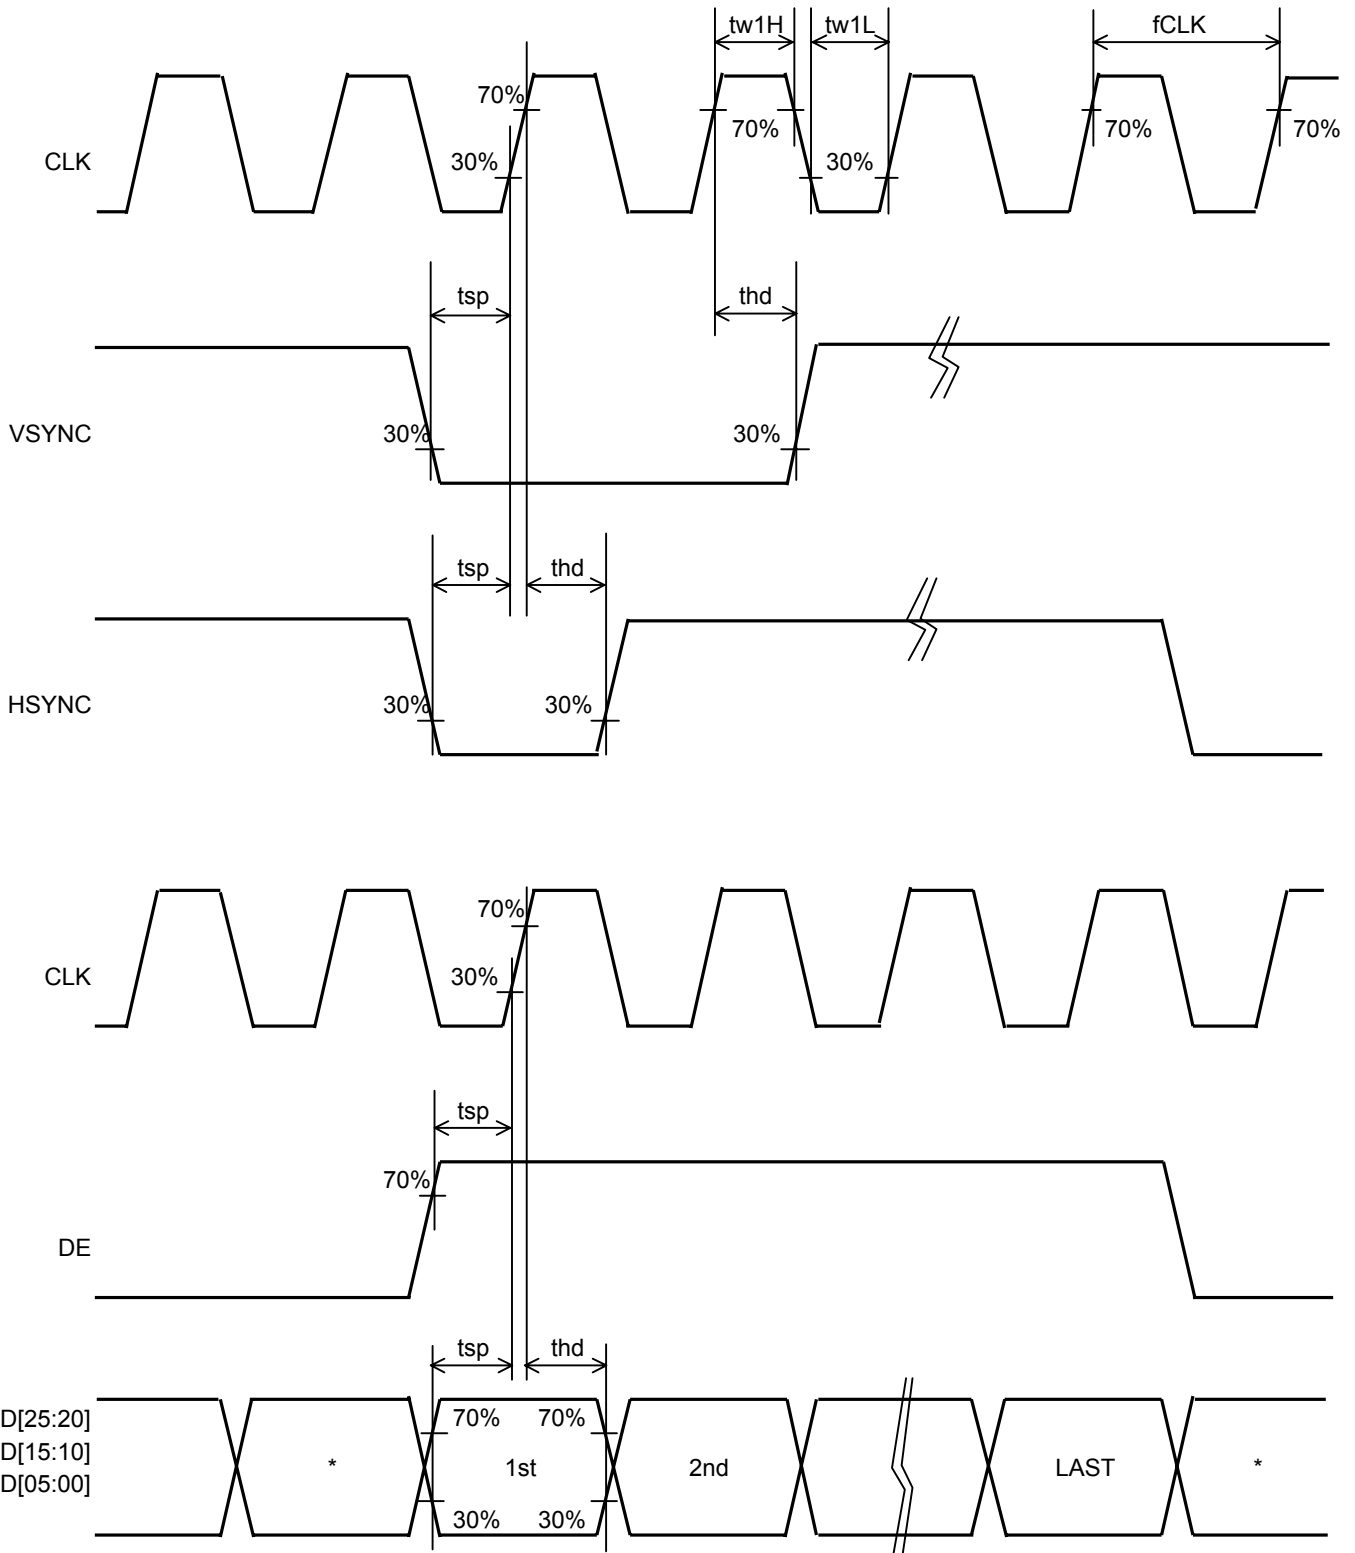 tw1H
tw1L
fCLK
70%
70%
70%
70%
CLK
30%
30%
tsp
thd
VSYNC
30%
30%
tsp
thd
HSYNC
30%
30%
70%
CLK
30%
tsp
70%
DE
tsp
thd
D[25:20]
D[15:10]
D[05:00]
70%
70%
*
1st
2nd
LAST
*
30%
30%